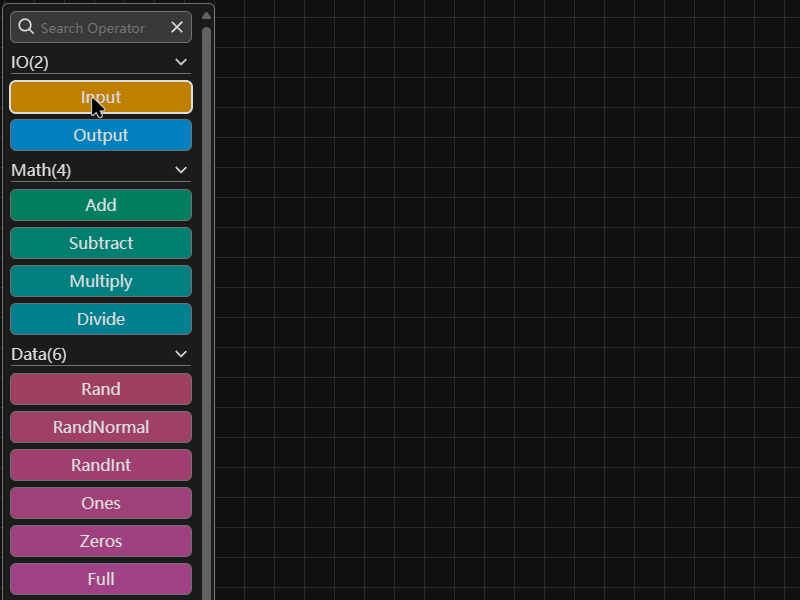 Search Operator
IO(2)
Input
Output
Math(4)
Add
Subtract
Multiply
Divide
Data(6)
Rand
RandNormal
RandInt
Ones
Zeros
Full